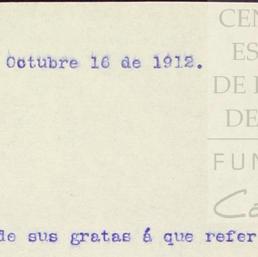 Octubre 16 de 1912.
CEN
ES
DE
DE
FUN
de sus gratas á que refer